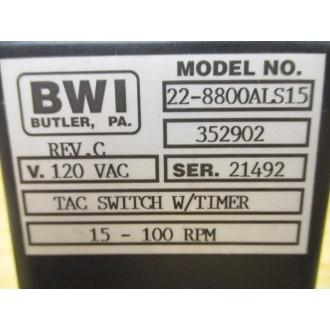 BWI
BUTLER, PA.
MODEL NO.
22-8800ALS15
352902
REV.C
V. 120 VAC
SER. 21492
TAC SWITCH W/TIMER
15 - 100 RPM